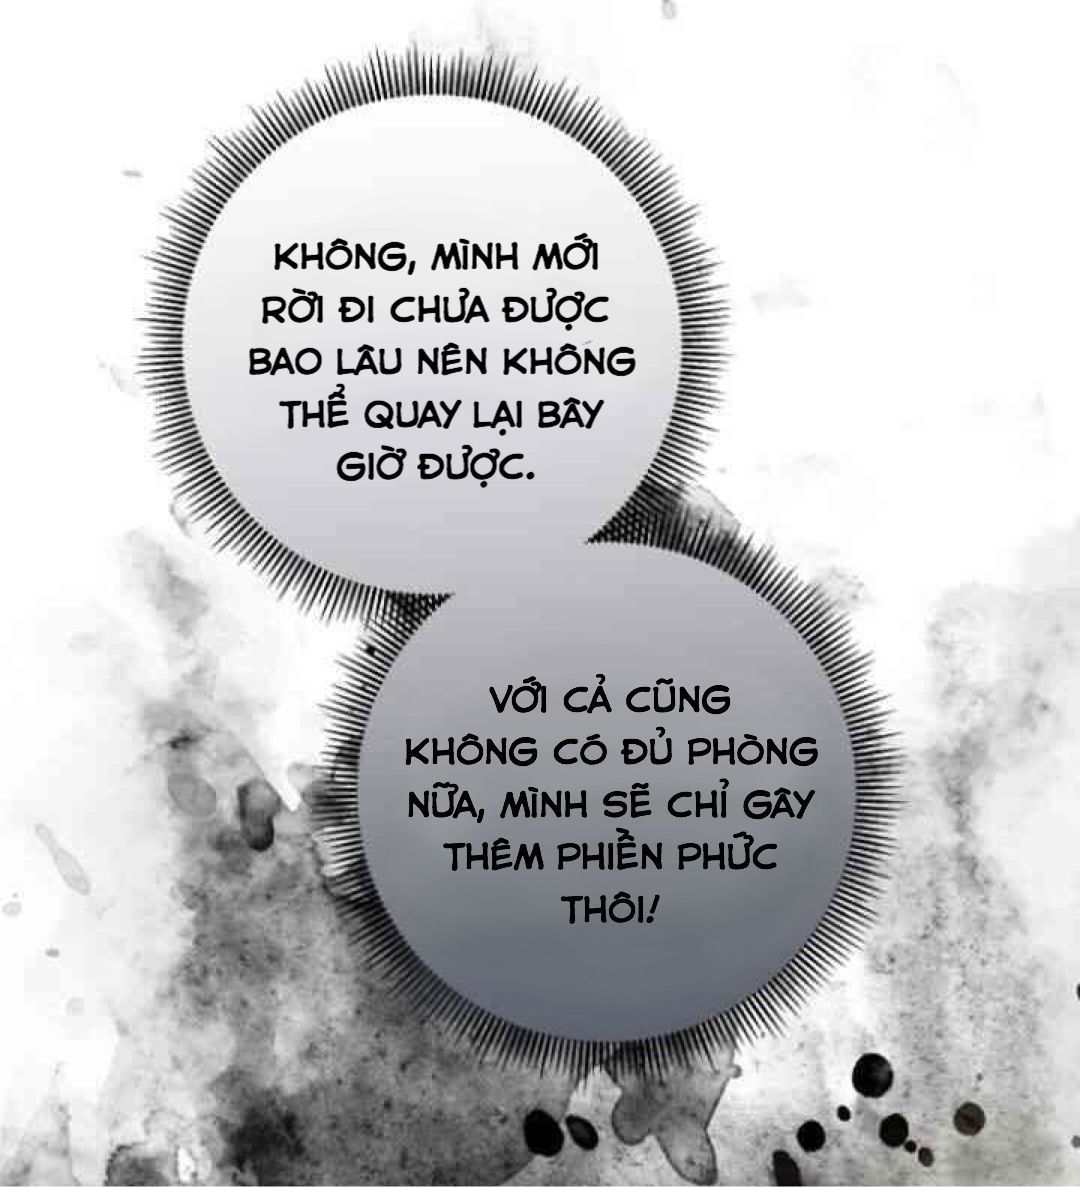 KHÔNG, MÌNH MỚI
RỜI ĐI CHƯA ĐƯỢC
BAO LÂU NÊN KHÔNG
THỂ QUAY LẠI BÂY
GIỜ ĐƯỢC.
VỚI CẢ CŨNG
KHÔNG CÓ ĐỦ PHÒNG
NỮA, MÌNH SẼ CHỈ GÂY
THÊM PHIỀN PHỨC
THÔI!